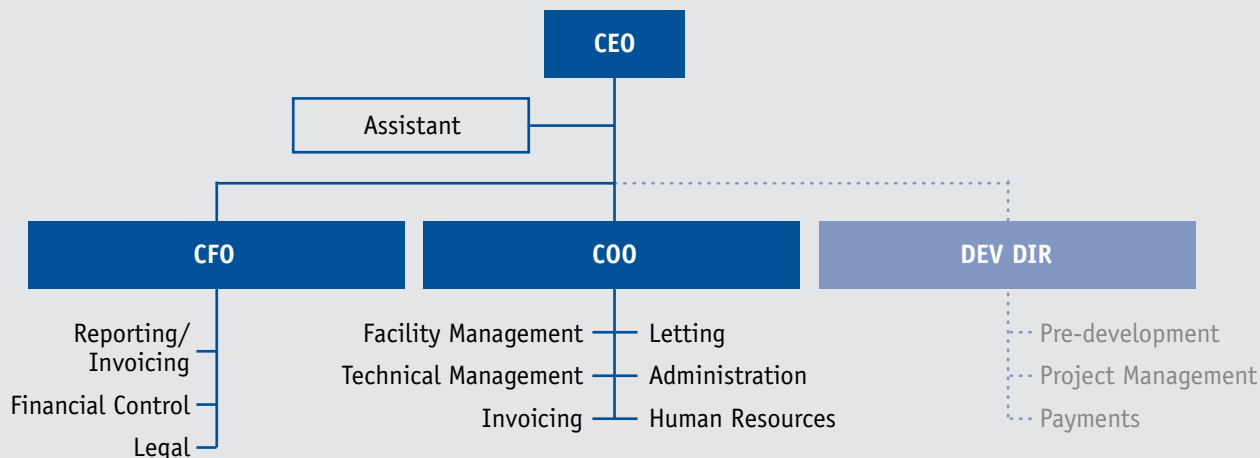 CEO
Assistant
CFO
COO
DEV DIR
Reporting/
Invoicing
Financial Control
Legal
Facility Management
Technical Management
Invoicing
Letting
Administration
Human Resources
Pre-development
Project Management
Payments